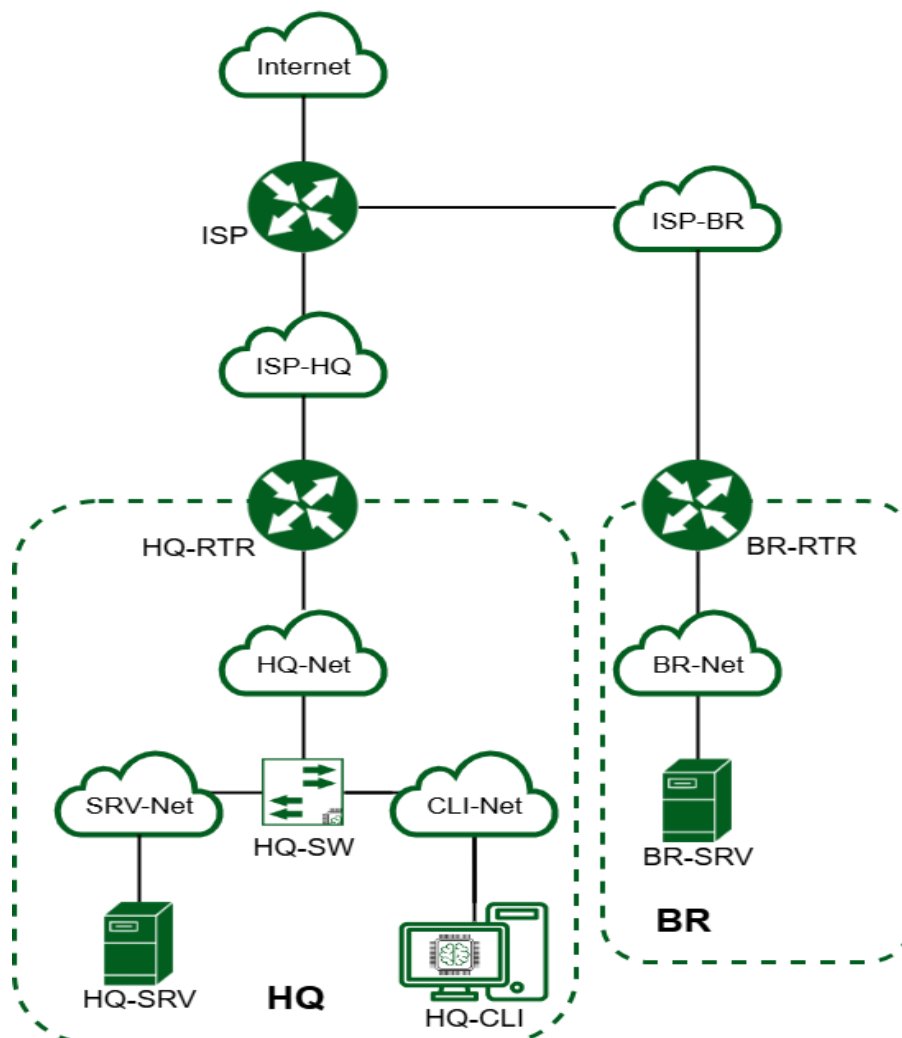 Internet
ISP
ISP-BR
ISP-HQ
HQ-RTR
BR-RTR
HQ-Net
BR-Net
SRV-Net
CLI-Net
HQ-SW
BR-SRV
BR
HQ-SRV
HQ
HQ-CLI